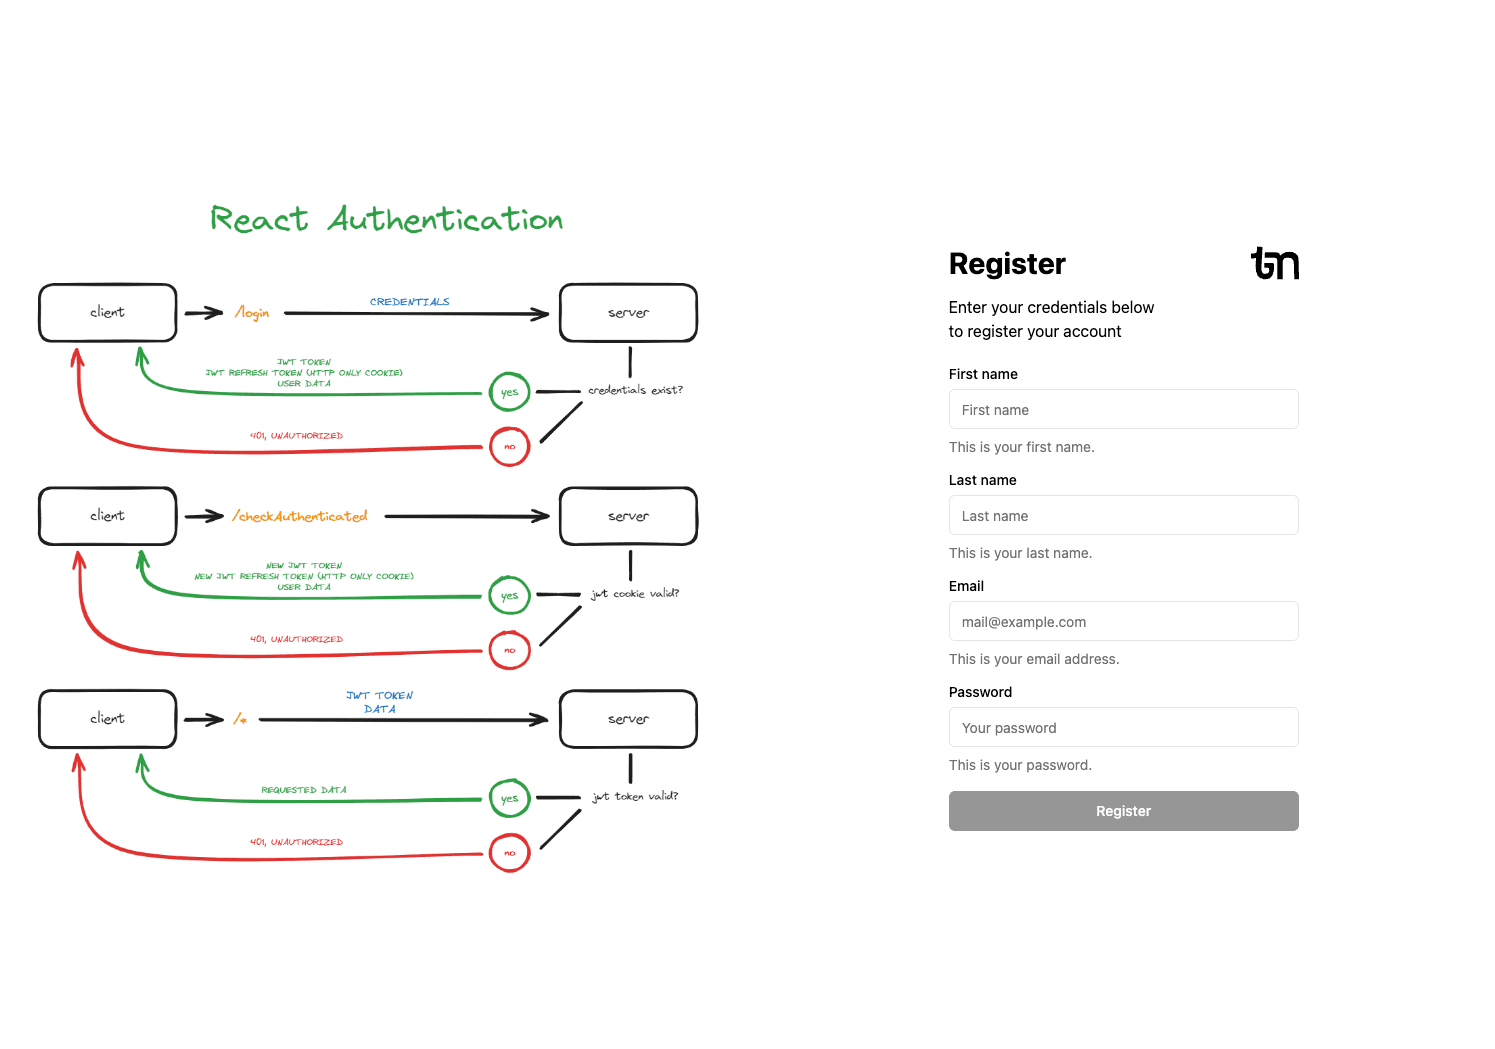 React Authentication
client
/login
CREDENTIALS
server
JWT TOKEN
JWT REFRESH TOKEN (HTTP ONLY COOKIE)
USER DATA
yes
credentials exist?
401, UNAUTHORIZED
no
client
/checkAuthenticated
server
NEW JWT TOKEN
NEW JWT REFRESH TOKEN (HTTP ONLY COOKIE)
USER DATA
yes
jwt cookie valid?
401, UNAUTHORIZED
no
client
/*
JWT TOKEN
DATA
server
REQUESTED DATA
yes
jwt token valid?
401, UNAUTHORIZED
no
Register
tn
Enter your credentials below
to register your account
First name
First name
This is your first name.
Last name
Last name
This is your last name.
Email
mail@example.com
This is your email address.
Password
Your password
This is your password.
Register